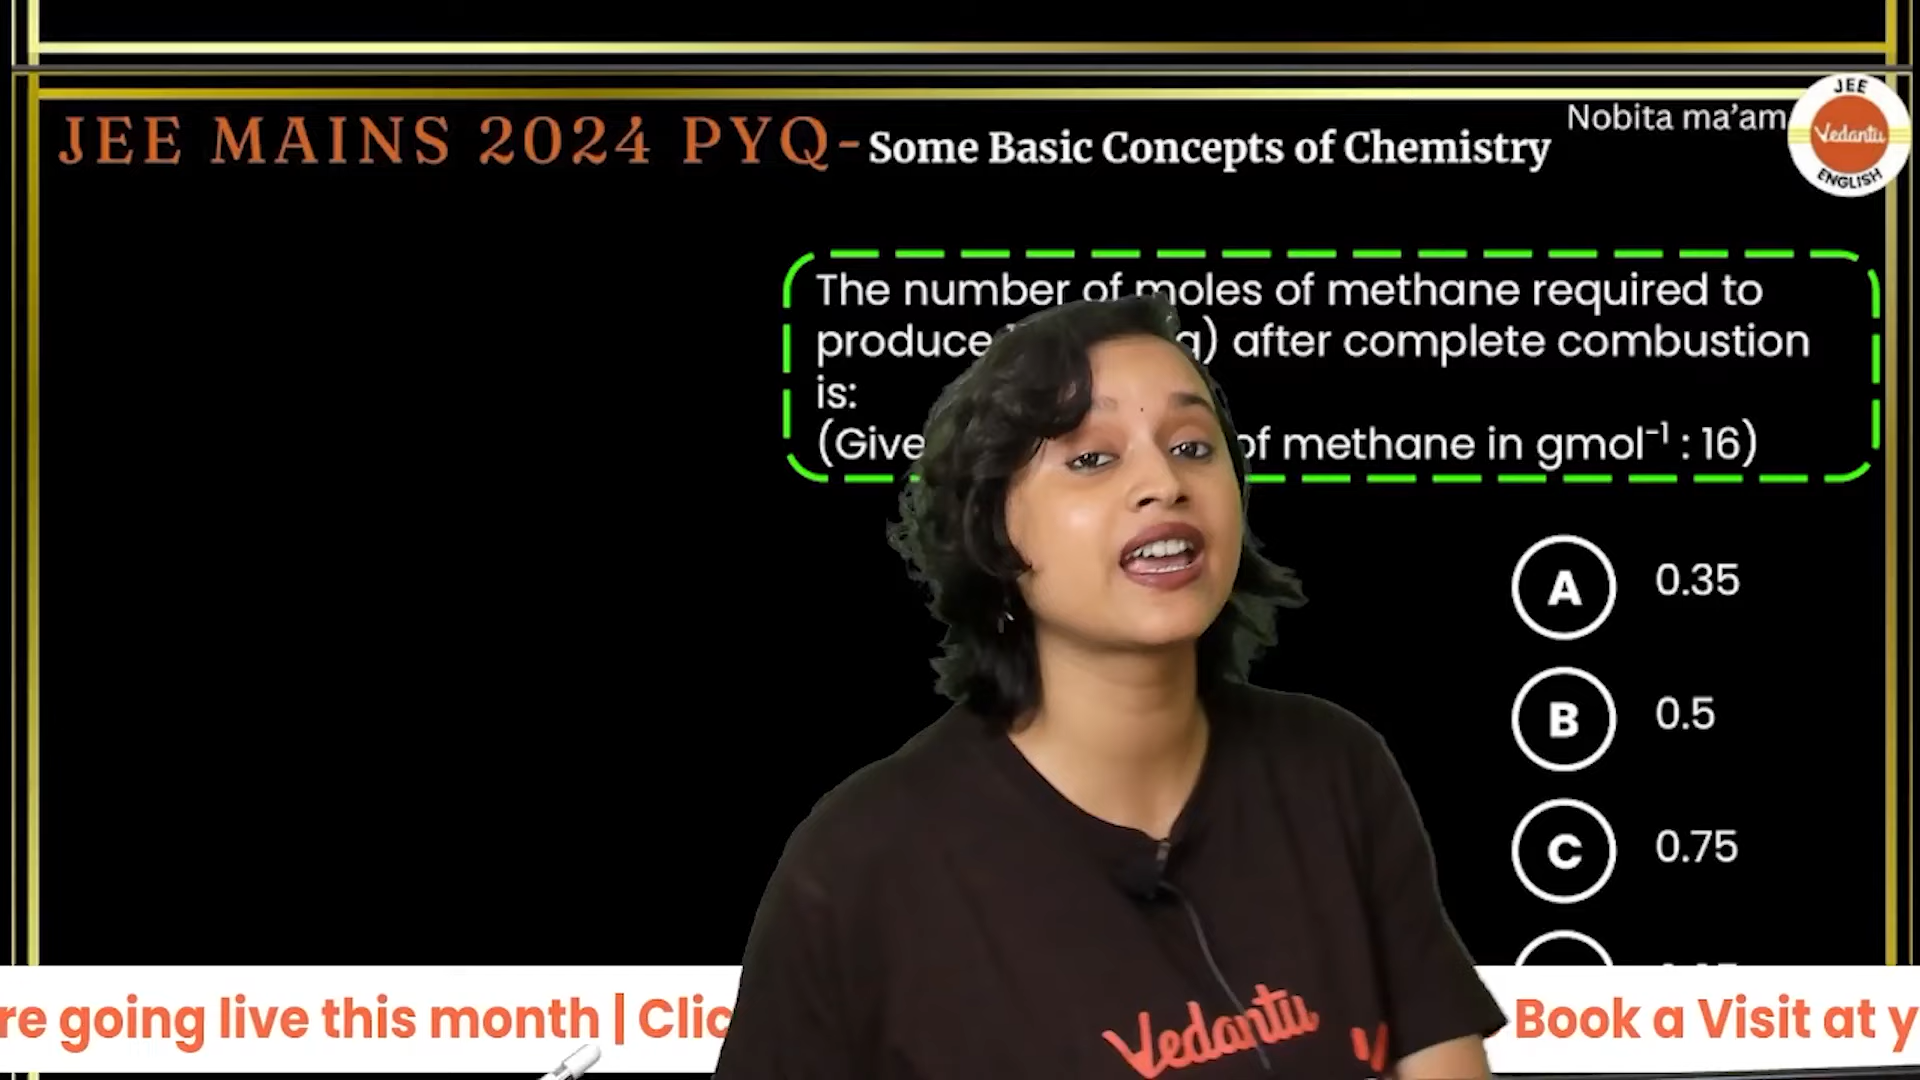 JEE MAINS 2024 PYQ- Some Basic Concepts of Chemistry
Nobita ma’am
JEE
Vedantu
ENGLISH
The number of moles of methane required to
produce g) after complete combustion
is:
(Give of methane in gmol⁻¹ : 16)
A 0.35
B 0.5
C 0.75
re going live this month | Clic
Book a Visit at y
Vedantu